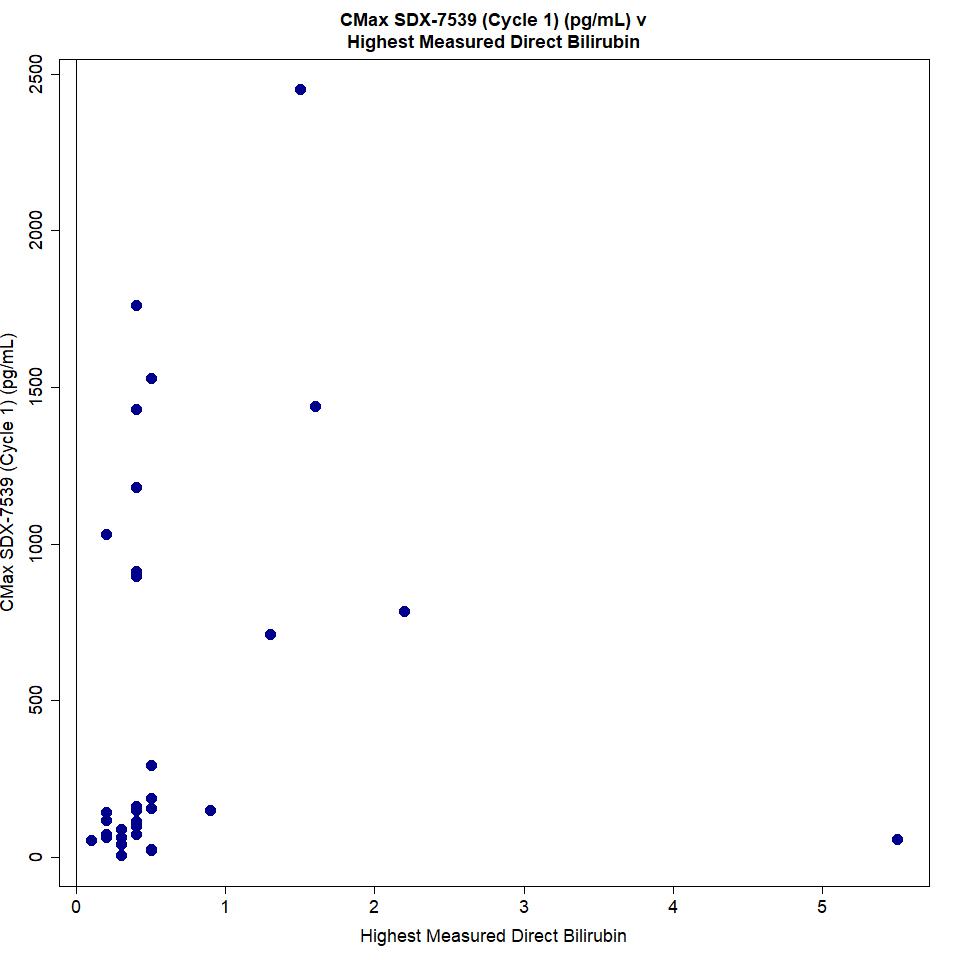 CMax SDX-7539 (Cycle 1) (pg/mL) v
Highest Measured Direct Bilirubin
2500
2000
1500
1000
500
0
CMax SDX-7539 (Cycle 1) (pg/mL)
0 1 2 3 4 5
Highest Measured Direct Bilirubin